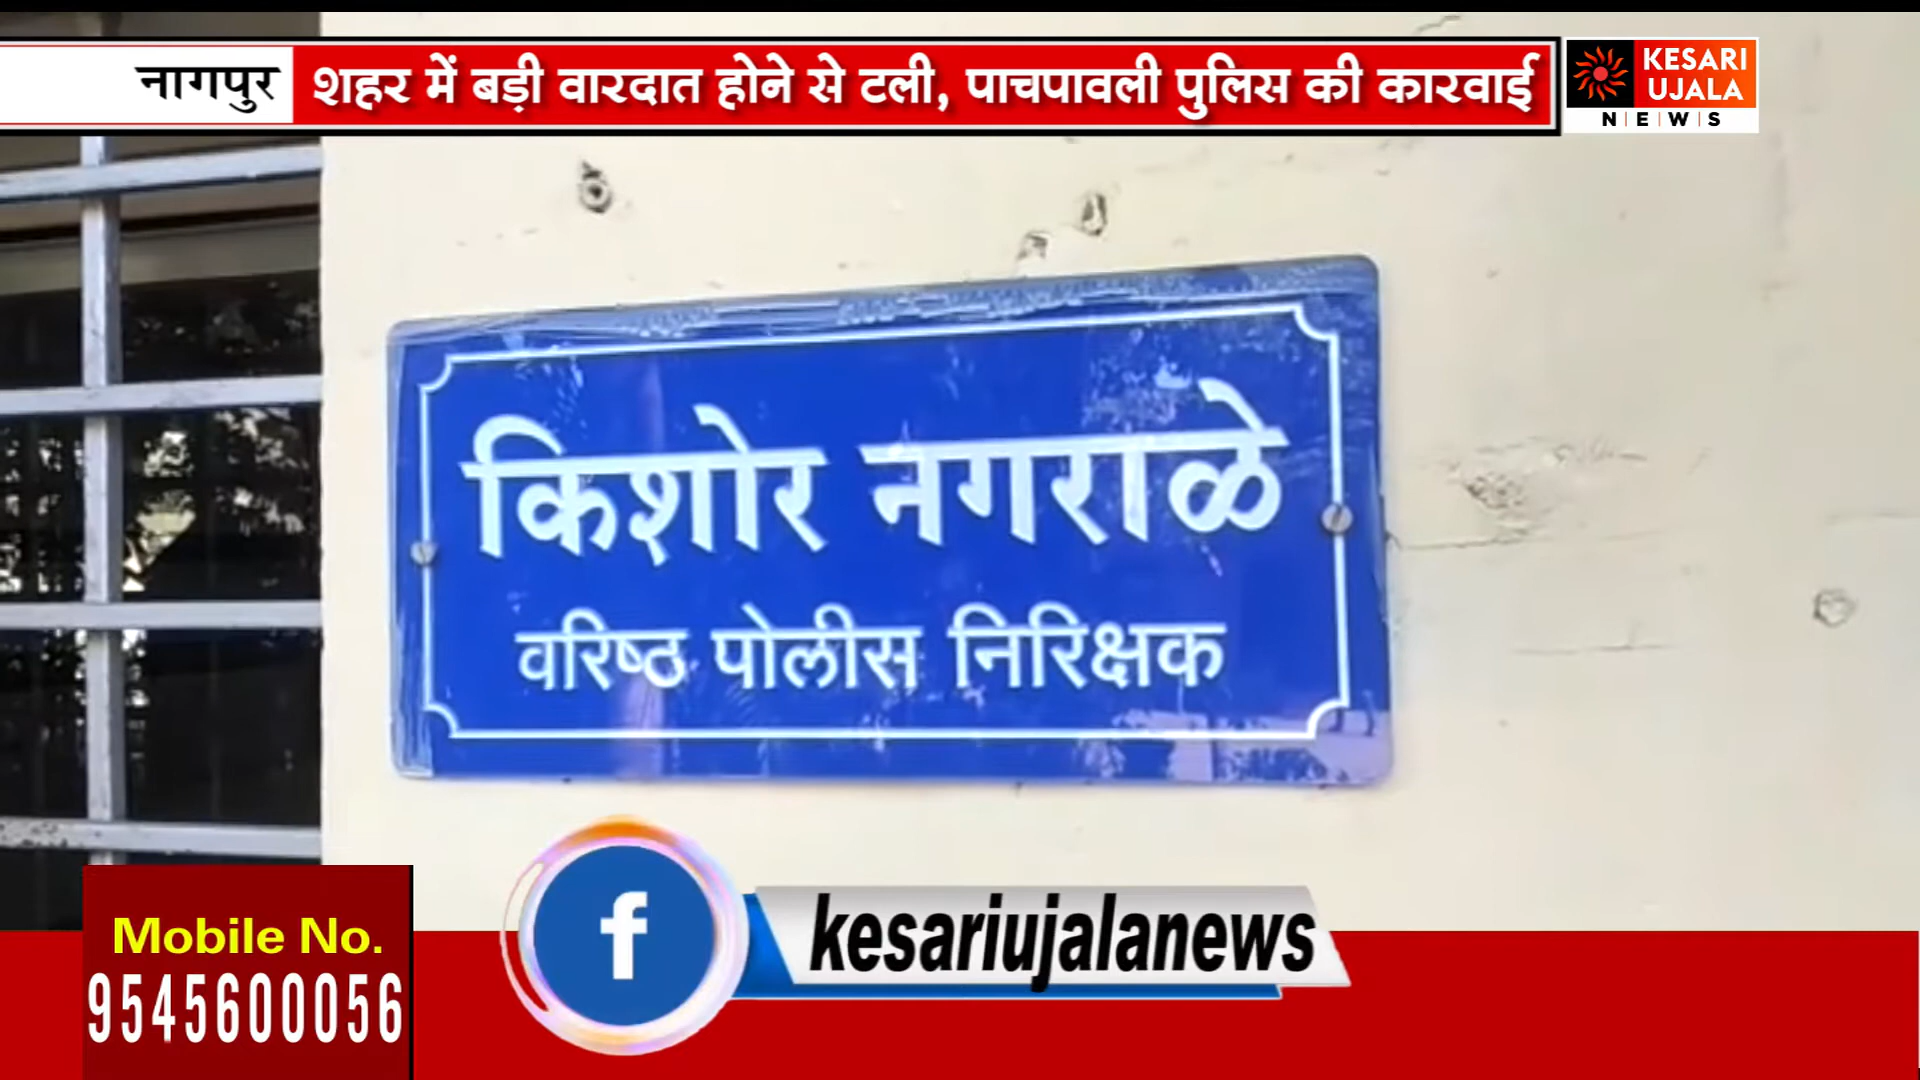 नागपुर
शहर में बड़ी वारदात होने से टली, पाचपावली पुलिस की कारवाई
KESARI
UJALA
NEWS
किशोर नगराळे
वरिष्ठ पोलीस निरिक्षक
Mobile No.
9545600056
f
kesariujalanews